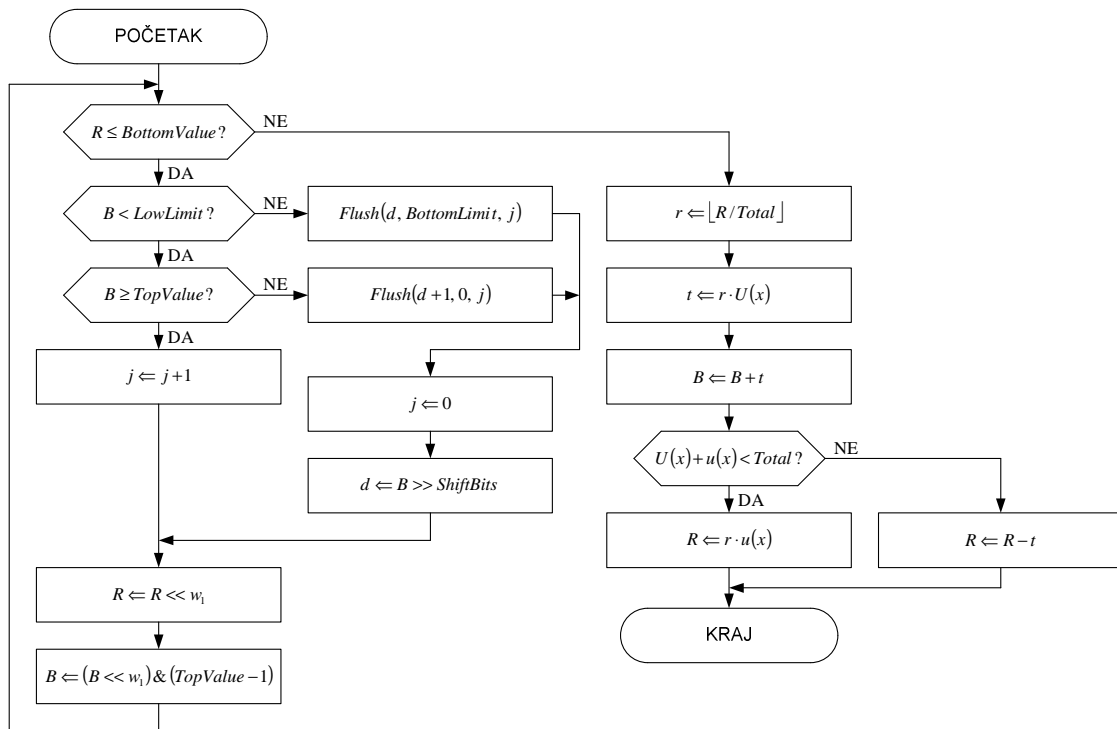 POČETAK
R ≤ BottomValue?
NE
DA
B < LowLimit?
NE
Flush(d, BottomLimit, j)
DA
B ≥ TopValue?
NE
Flush(d+1, 0, j)
DA
j ⇐ j+1
j ⇐ 0
d ⇐ B >> ShiftBits
R ⇐ R << w₁
B ⇐ (B << w₁) & (TopValue −1)
r ⇐ ⌊R/Total⌋
t ⇐ r · U(x)
B ⇐ B + t
U(x)+u(x) < Total?
NE
DA
R ⇐ r · u(x)
R ⇐ R − t
KRAJ